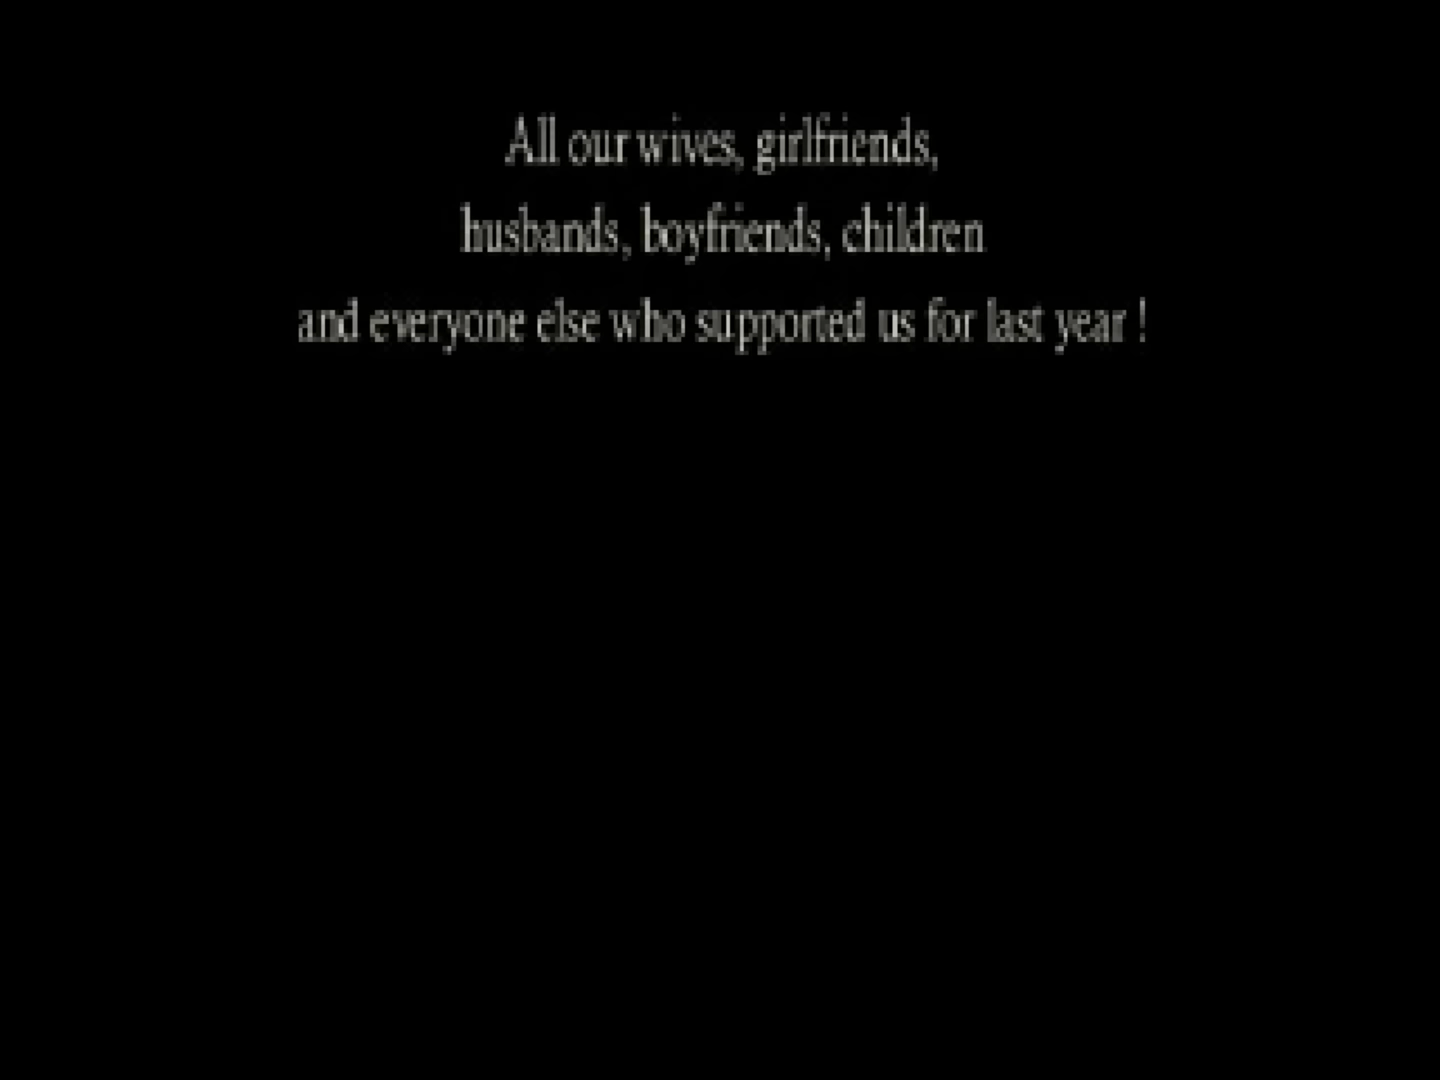 All our wives, girlfriends,
husbands, boyfriends, children
and everyone else who supported us for last year !